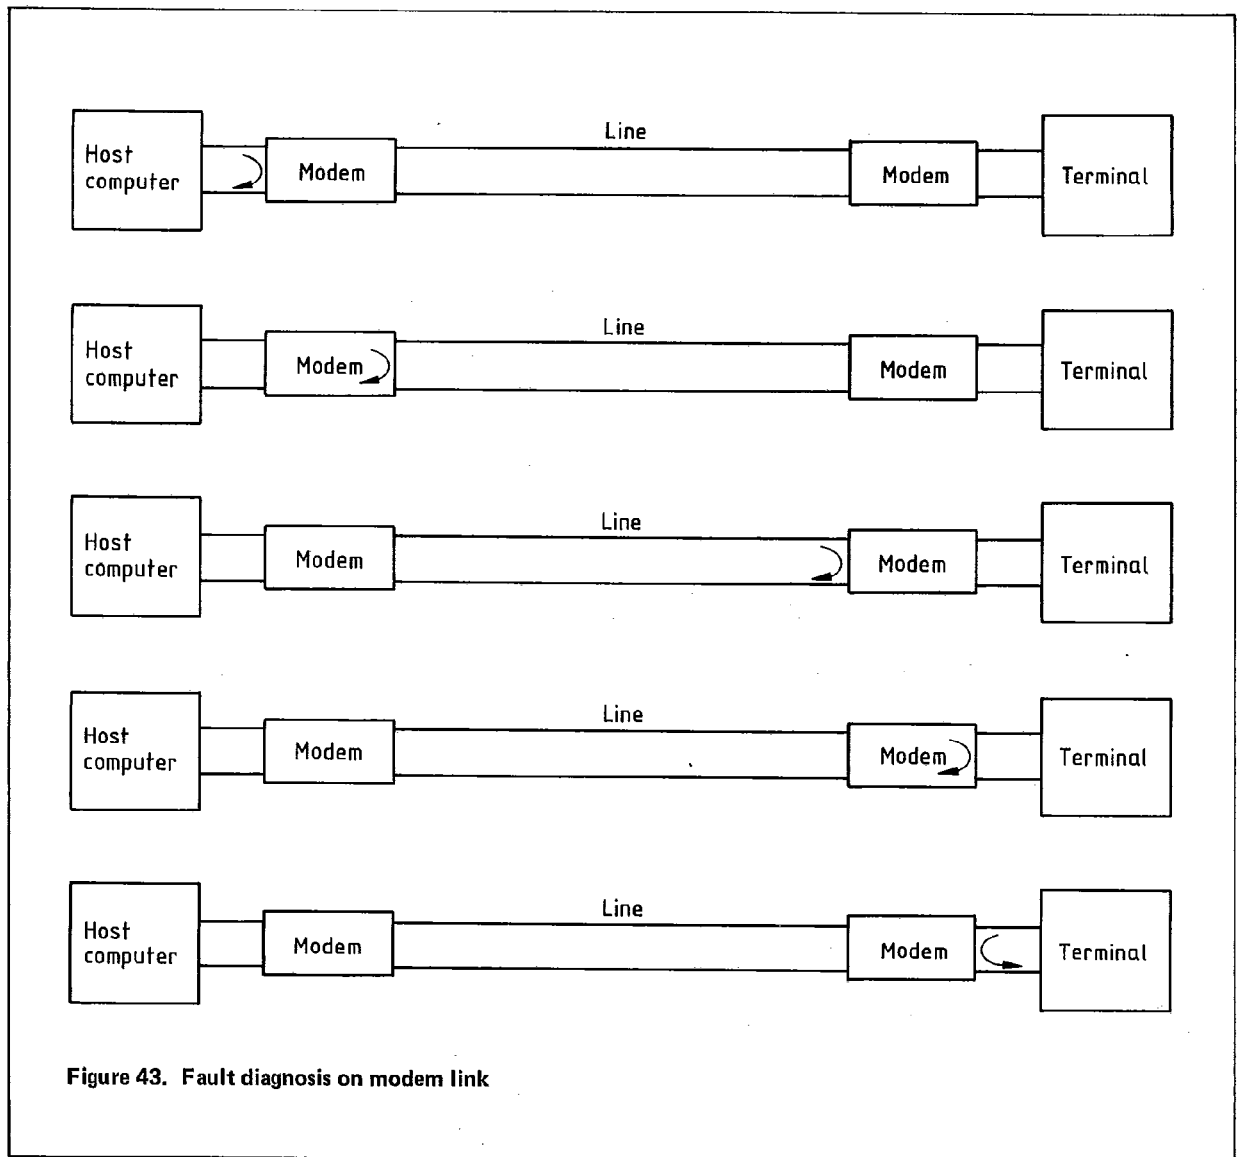 Line
Host
computer
Modem
Modem
Terminal
Line
Host
computer
Modem
Modem
Terminal
Line
Host
computer
Modem
Modem
Terminal
Line
Host
computer
Modem
Modem
Terminal
Line
Host
computer
Modem
Modem
Terminal
Figure 43. Fault diagnosis on modem link